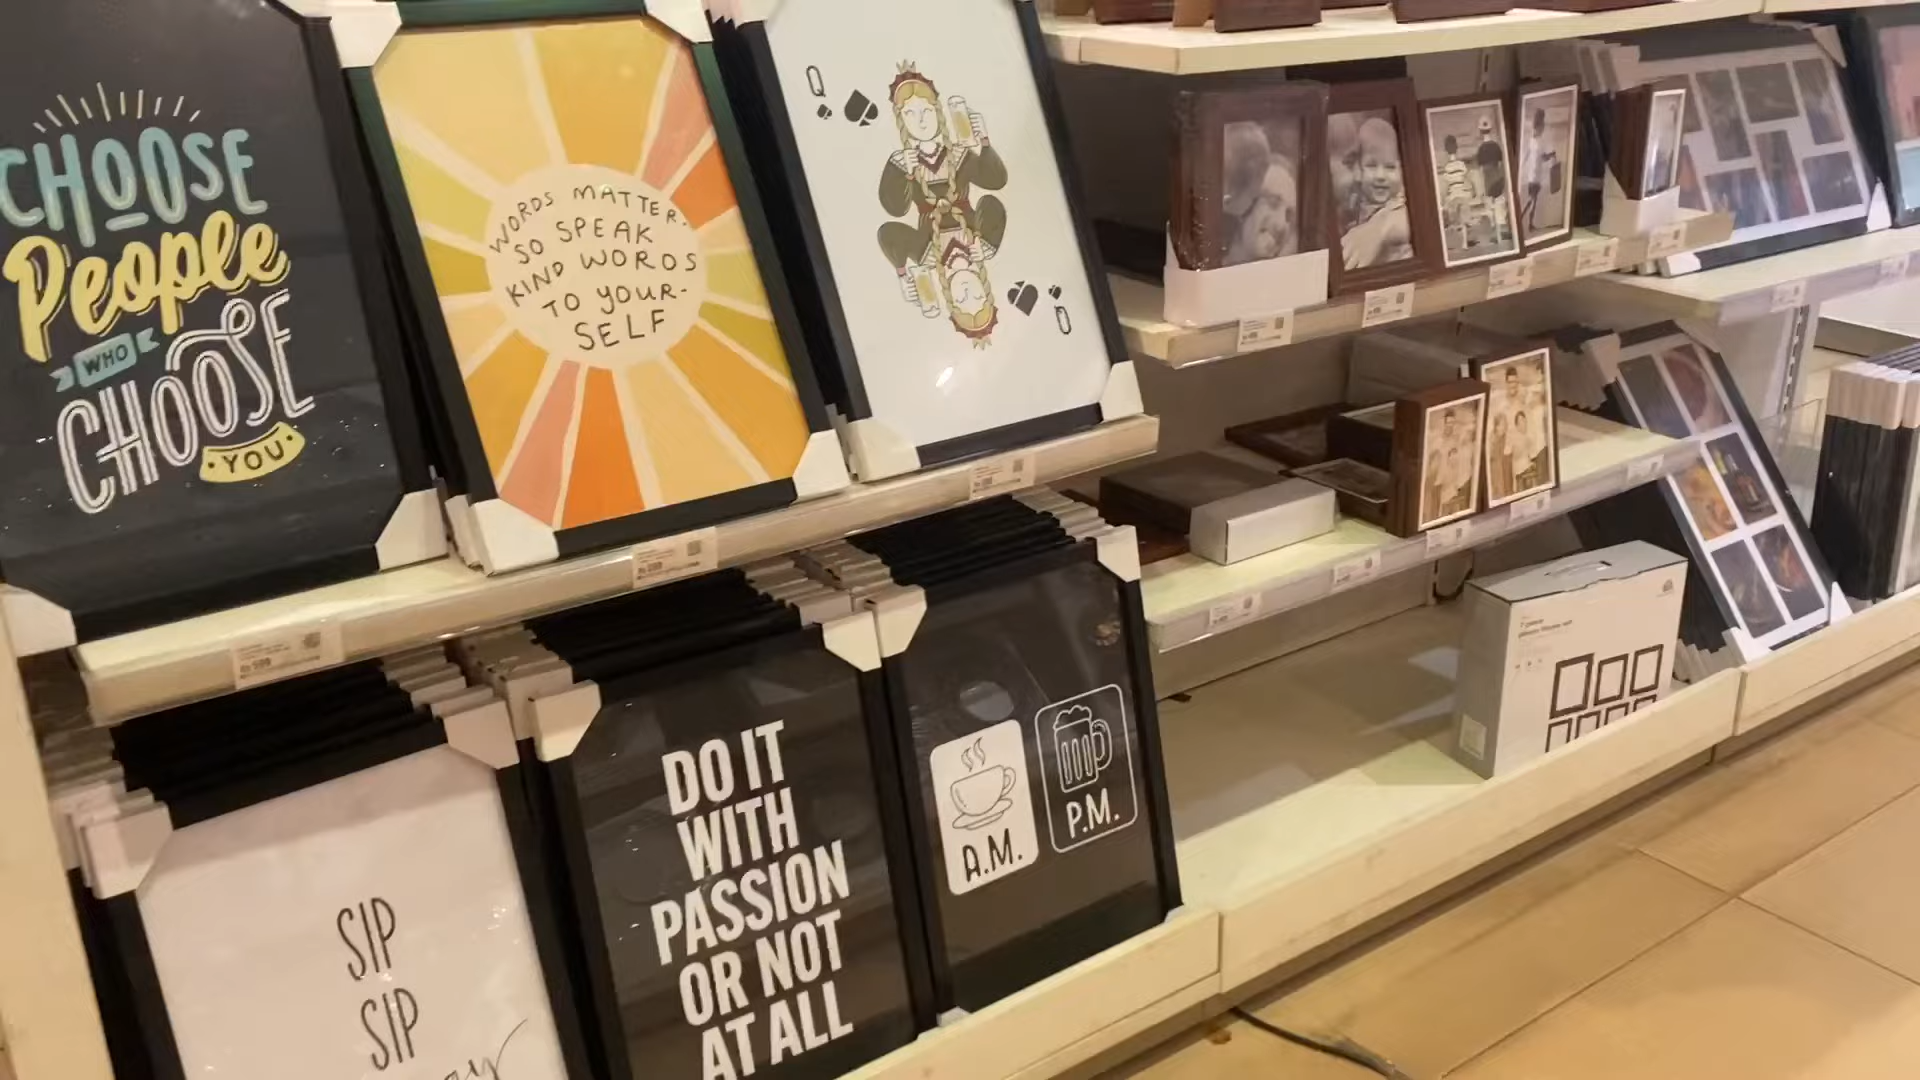 CHOOSE
People
WHO
CHOOSE
YOU
WORDS MATTER.
SO SPEAK
KIND WORDS
TO YOUR-
SELF
Q
Q
SIP
SIP
DO IT
WITH
PASSION
OR NOT
AT ALL
A.M.
P.M.